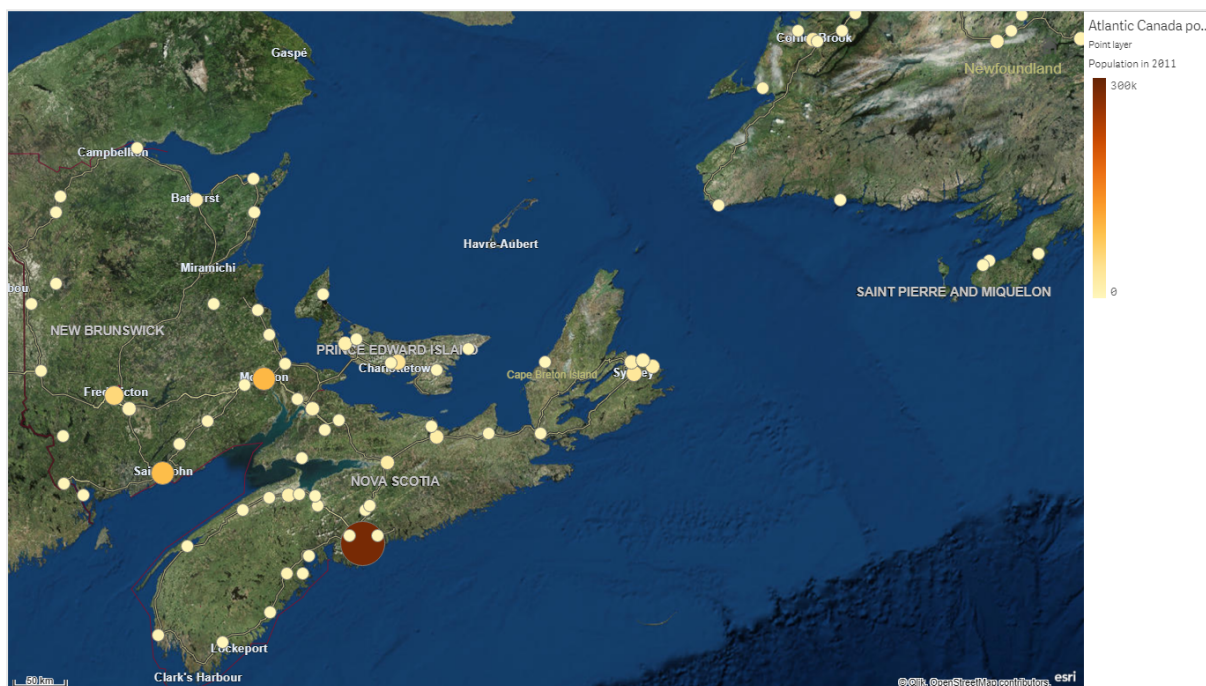 Atlantic Canada po..
Point layer
Population in 2011
300k
0
Gaspé
Corner Brook
Newfoundland
Campbellton
Bathurst
Havre-Aubert
Miramichi
SAINT PIERRE AND MIQUELON
NEW BRUNSWICK
PRINCE EDWARD ISLAND
Charlottetown
Cape Breton Island
Sydney
Moncton
Fredericton
Saint John
NOVA SCOTIA
Lockeport
Clark's Harbour
50 km
© Qlik, OpenStreetMap contributors,
esri